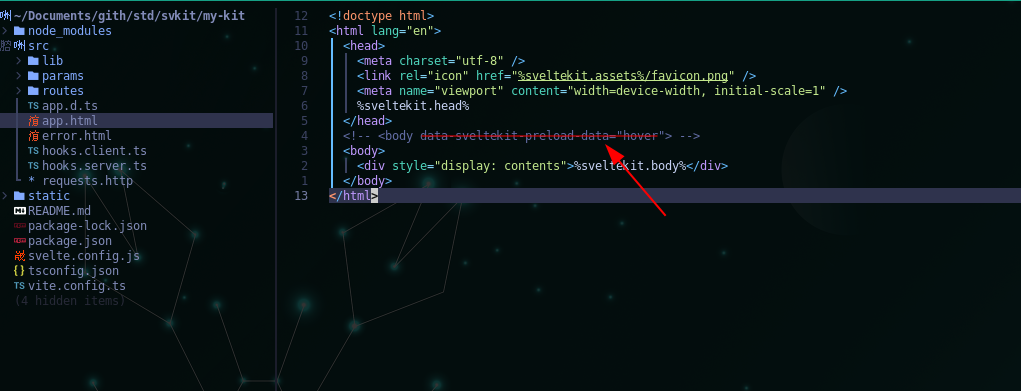 ~/Documents/gith/std/svkit/my-kit
node_modules
src
lib
params
routes
TS app.d.ts
app.html
error.html
TS hooks.client.ts
TS hooks.server.ts
* requests.http
static
README.md
package-lock.json
package.json
svelte.config.js
{} tsconfig.json
TS vite.config.ts
(4 hidden items)
12 <!doctype html>
11 <html lang="en">
10 <head>
9 <meta charset="utf-8" />
8 <link rel="icon" href="%sveltekit.assets%/favicon.png" />
7 <meta name="viewport" content="width=device-width, initial-scale=1" />
6 %sveltekit.head%
5 </head>
4 <!-- <body data-sveltekit-preload-data="hover"> -->
3 <body>
2 <div style="display: contents">%sveltekit.body%</div>
1 </body>
13 </html>